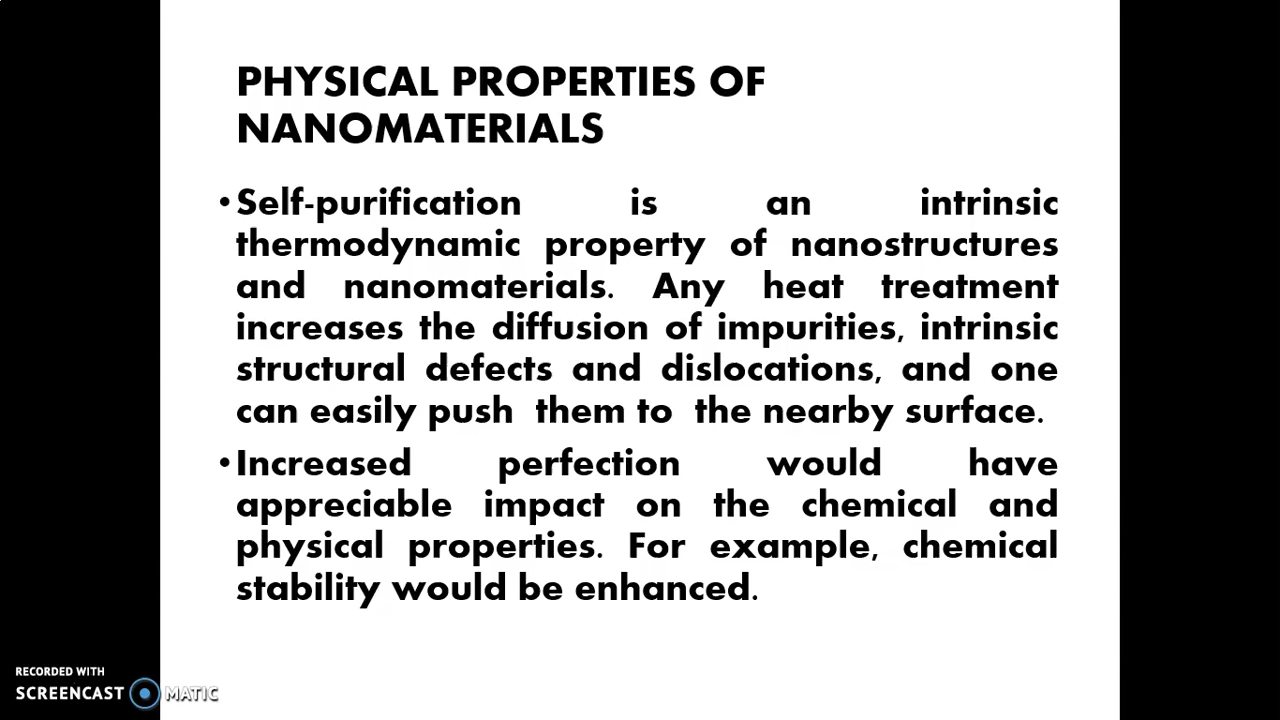 PHYSICAL PROPERTIES OF
NANOMATERIALS
•Self-purification is an intrinsic
thermodynamic property of nanostructures
and nanomaterials. Any heat treatment
increases the diffusion of impurities, intrinsic
structural defects and dislocations, and one
can easily push them to the nearby surface.
•Increased perfection would have
appreciable impact on the chemical and
physical properties. For example, chemical
stability would be enhanced.
RECORDED WITH
SCREENCAST MATIC